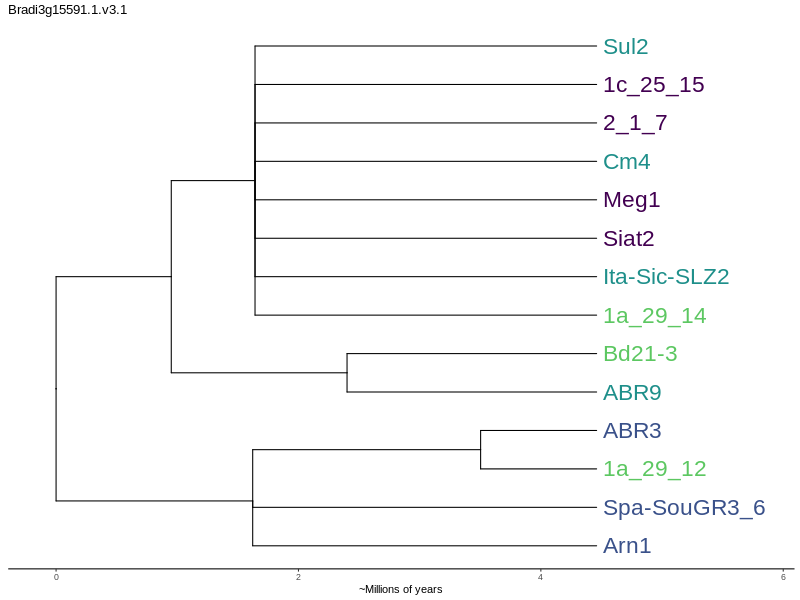 Bradi3g15591.1.v3.1
Sul2
1c_25_15
2_1_7
Cm4
Meg1
Siat2
Ita-Sic-SLZ2
1a_29_14
Bd21-3
ABR9
ABR3
1a_29_12
Spa-SouGR3_6
Arn1
0 2 4 6
~Millions of years